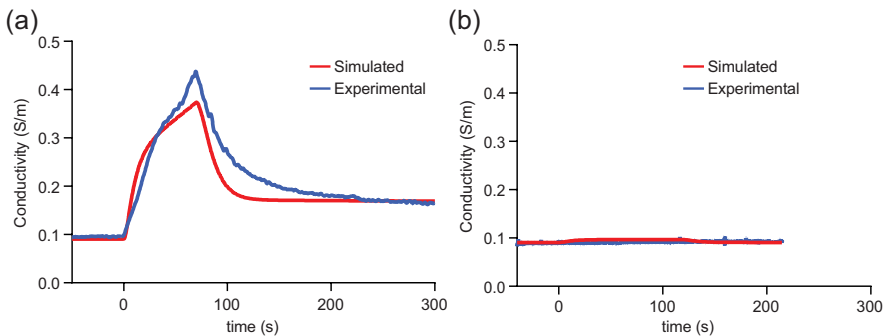 (a)
Conductivity (S/m)
0.5
0.4
0.3
0.2
0.1
0.0
Simulated
Experimental
0
100
200
300
time (s)
(b)
Conductivity (S/m)
0.5
0.4
0.3
0.2
0.1
0.0
Simulated
Experimental
0
100
200
300
time (s)